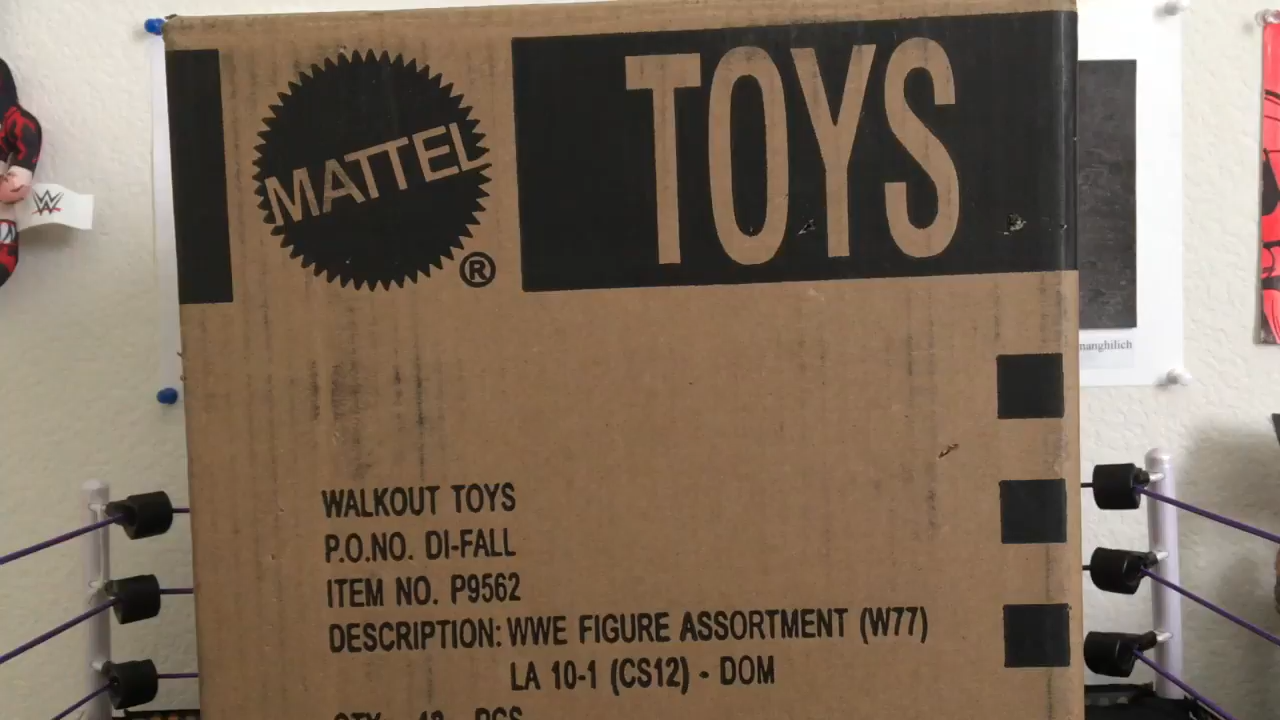 MATTEL
®
TOYS
WALKOUT TOYS
P.O.NO. DI-FALL
ITEM NO. P9562
DESCRIPTION: WWE FIGURE ASSORTMENT (W77)
LA 10-1 (CS12) - DOM
W